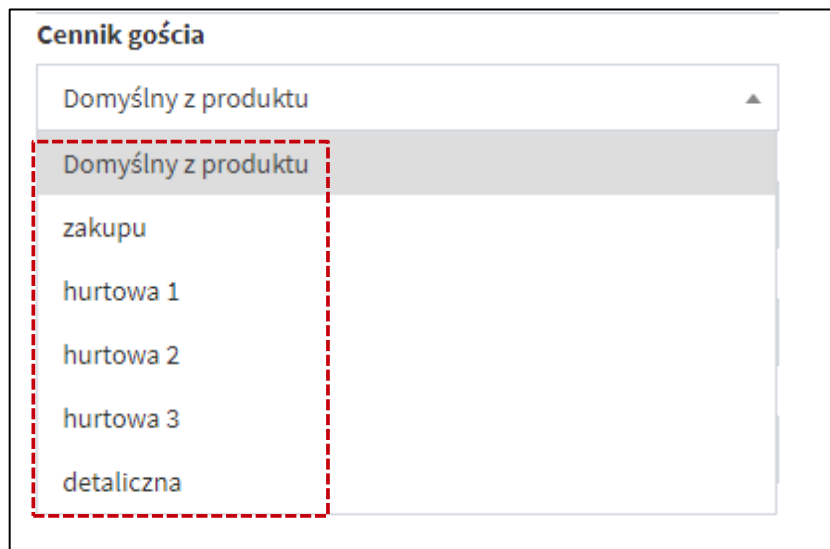 Cennik gościa
Domyślny z produktu
Domyślny z produktu
zakupu
hurtowa 1
hurtowa 2
hurtowa 3
detaliczna